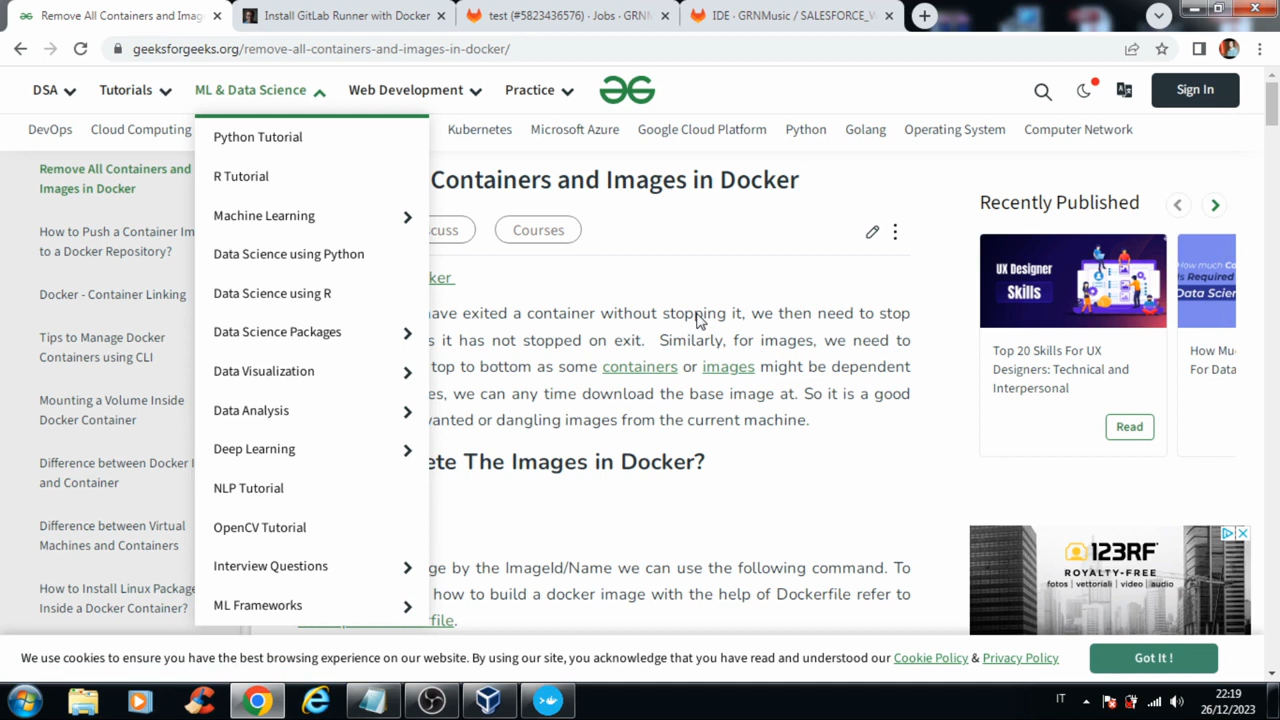 Remove All Containers and Imag
Install GitLab Runner with Docker
test (#5823436576) · Jobs · GRN
IDE · GRNMusic / SALESFORCE_
geeksforgeeks.org/remove-all-containers-and-images-in-docker/
DSA
Tutorials
ML & Data Science
Web Development
Practice
Sign In
DevOps
Cloud Computing
Kubernetes
Microsoft Azure
Google Cloud Platform
Python
Golang
Operating System
Computer Network
Remove All Containers and
Images in Docker
How to Push a Container Im
to a Docker Repository?
Docker - Container Linking
Tips to Manage Docker
Containers using CLI
Mounting a Volume Inside
Docker Container
Difference between Docker I
and Container
Difference between Virtual
Machines and Containers
How to Install Linux Package
Inside a Docker Container?
Python Tutorial
R Tutorial
Machine Learning
Data Science using Python
Data Science using R
Data Science Packages
Data Visualization
Data Analysis
Deep Learning
NLP Tutorial
OpenCV Tutorial
Interview Questions
ML Frameworks
Containers and Images in Docker
cuss
Courses
ker
have exited a container without stopping it, we then need to stop
s it has not stopped on exit. Similarly, for images, we need to
top to bottom as some containers or images might be dependent
es, we can any time download the base image at. So it is a good
wanted or dangling images from the current machine.
ete The Images in Docker?
ge by the ImageId/Name we can use the following command. To
how to build a docker image with the help of Dockerfile refer to
file.
Recently Published
UX Designer
Skills
How much
Is Required
Data Scien
Top 20 Skills For UX
Designers: Technical and
Interpersonal
How Mu
For Data
Read
123RF
ROYALTY-FREE
fotos | vettoriali | video | audio
We use cookies to ensure you have the best browsing experience on our website. By using our site, you acknowledge that you have read and understood our Cookie Policy & Privacy Policy
Got It !
IT
22:19
26/12/2023